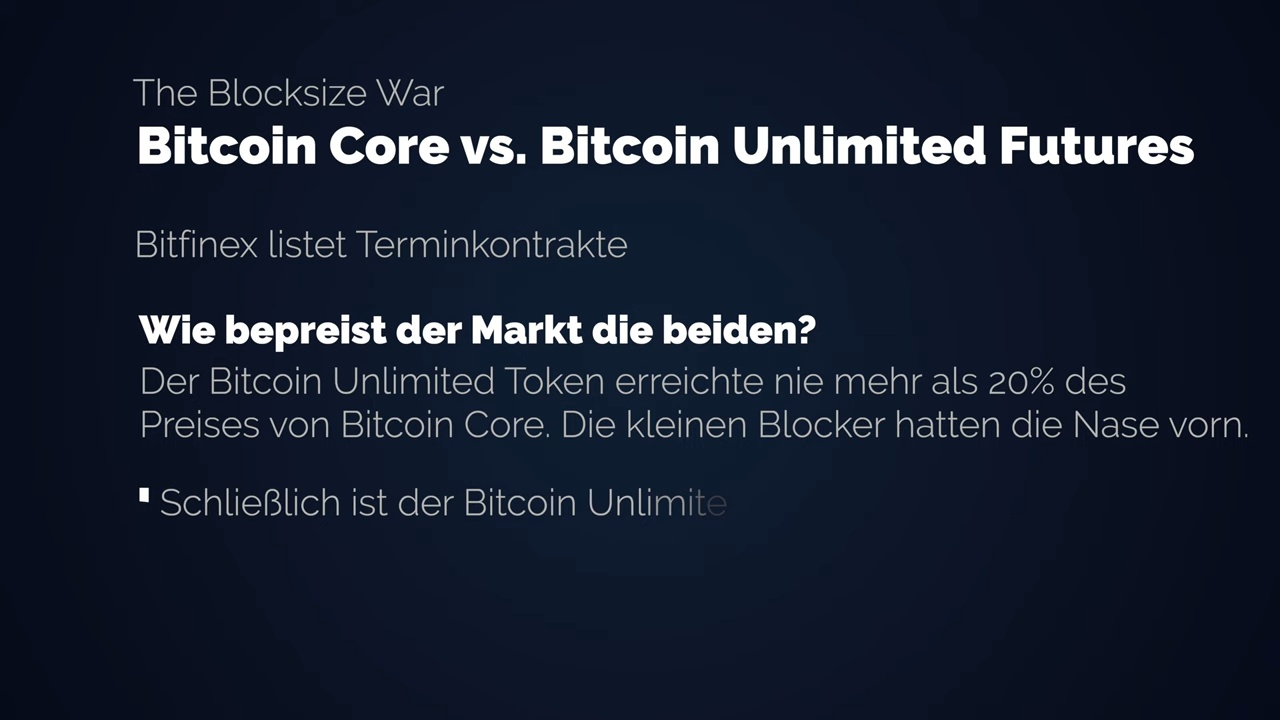 The Blocksize War
Bitcoin Core vs. Bitcoin Unlimited Futures
Bitfinex listet Terminkontrakte
Wie bepreist der Markt die beiden?
Der Bitcoin Unlimited Token erreichte nie mehr als 20% des
Preises von Bitcoin Core. Die kleinen Blocker hatten die Nase vorn.
Schließlich ist der Bitcoin Unlimite